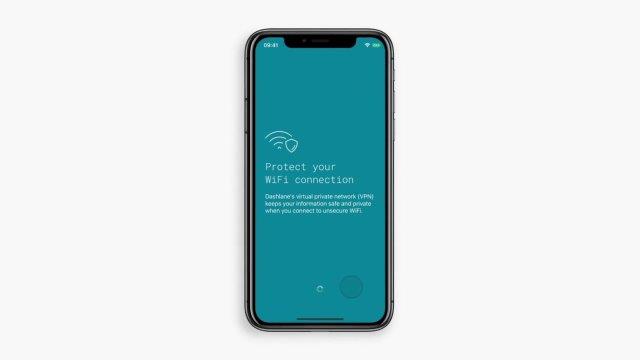 09:41
Protect your
WiFi connection
Dashlane's virtual private network (VPN)
keeps your information safe and private
when you connect to unsecure WiFi.